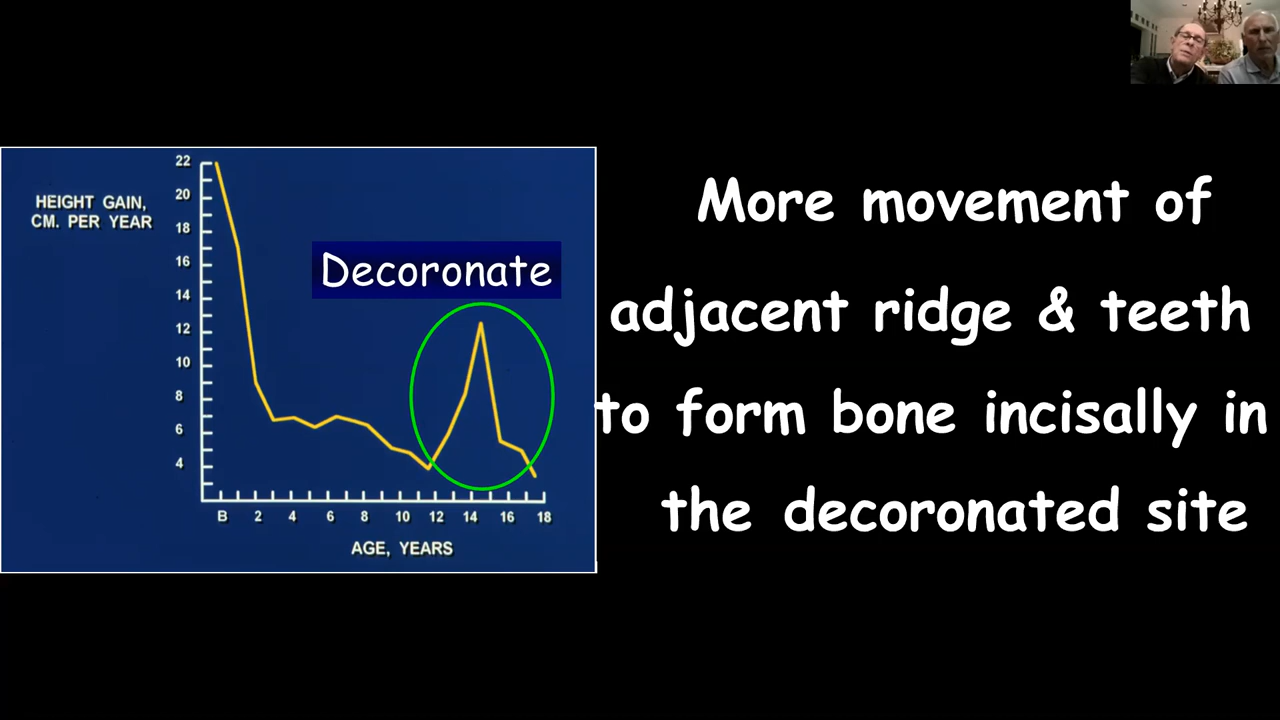 HEIGHT GAIN,
CM. PER YEAR
22
20
18
16
14
12
10
8
6
4
Decoronate
B 2 4 6 8 10 12 14 16 18
AGE, YEARS
More movement of
adjacent ridge & teeth
to form bone incisally in
the decoronated site